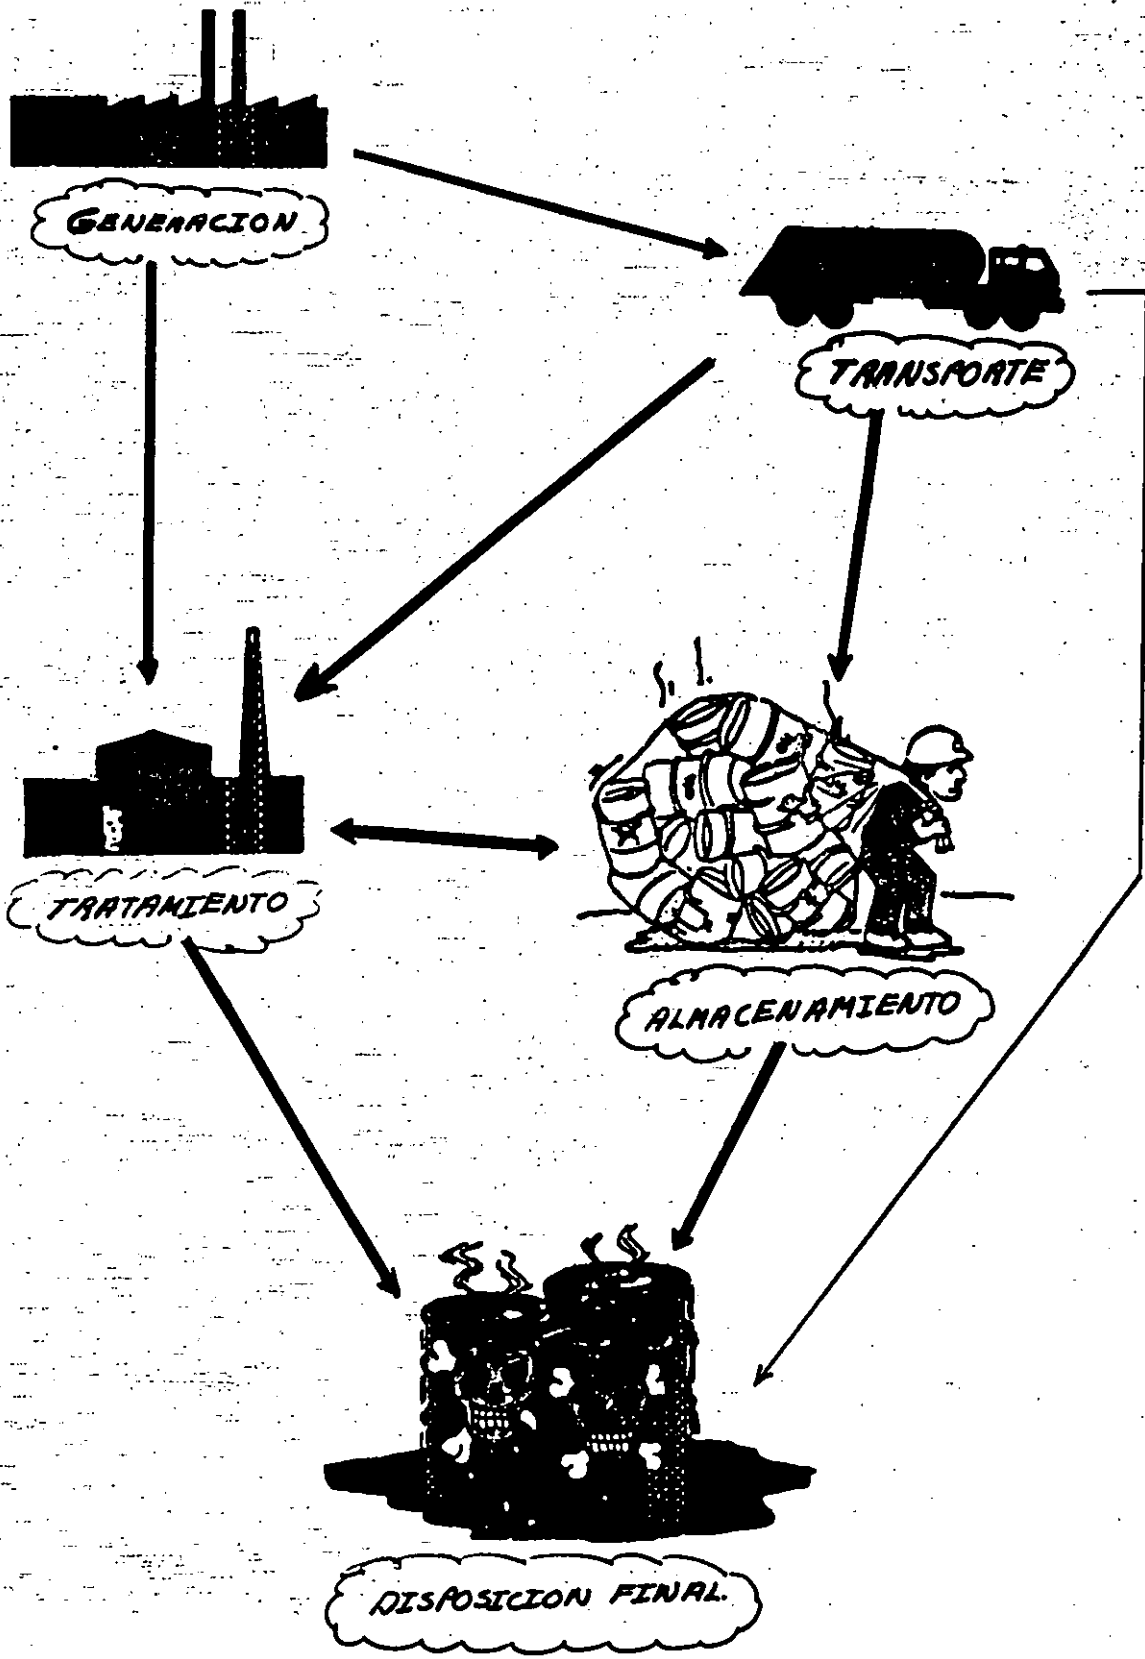 GENERACION
TRANSPORTE
TRATAMIENTO
ALMACENAMIENTO
DISPOSICION FINAL.